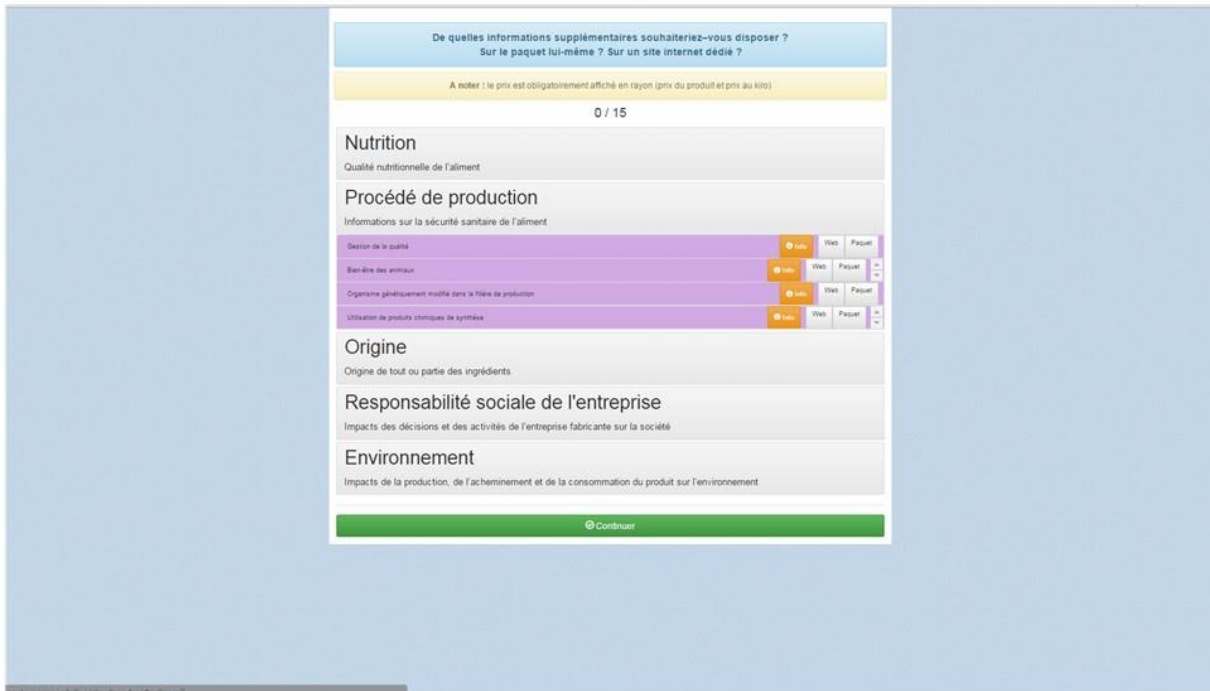 De quelles informations supplémentaires souhaiteriez–vous disposer ?
Sur le paquet lui-même ? Sur un site internet dédié ?
A noter : le prix est obligatoirement affiché en rayon (prix du produit et prix au kilo)
0 / 15
Nutrition
Qualité nutritionnelle de l'aliment
Procédé de production
Informations sur la sécurité sanitaire de l'aliment
Gestion de la qualité Info Web Paquet
Bien-être des animaux Info Web Paquet
Organisme génétiquement modifié dans la filière de production Info Web Paquet
Utilisation de produits chimiques de synthèse Info Web Paquet
Origine
Origine de tout ou partie des ingrédients
Responsabilité sociale de l'entreprise
Impacts des décisions et des activités de l'entreprise fabricante sur la société
Environnement
Impacts de la production, de l'acheminement et de la consommation du produit sur l'environnement
Continuer